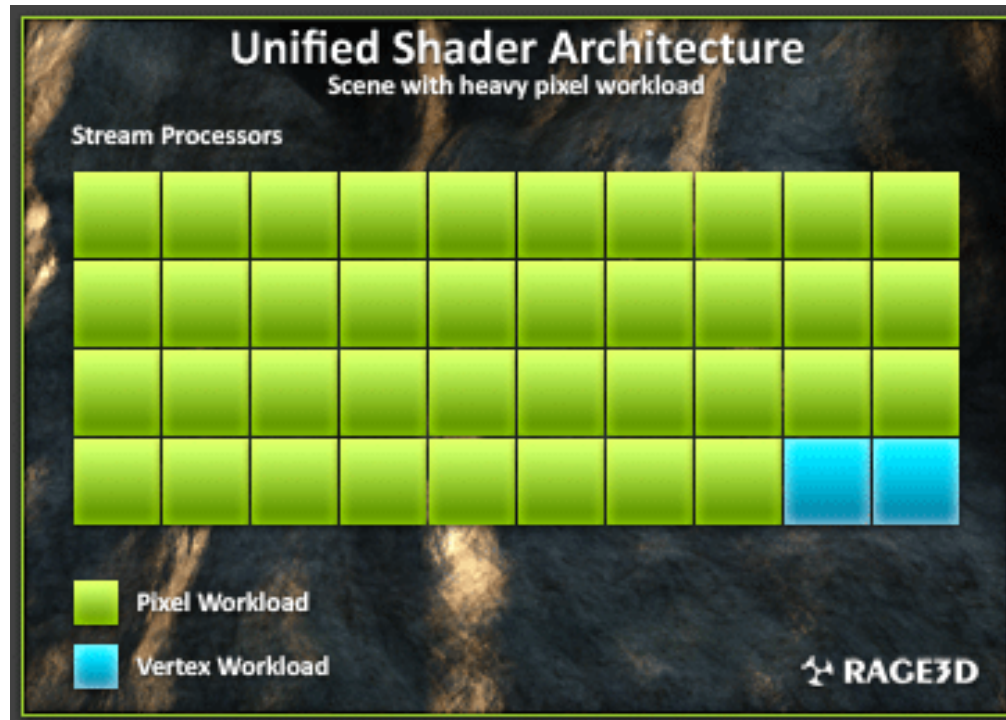 Unified Shader Architecture
Scene with heavy pixel workload
Stream Processors
Pixel Workload
Vertex Workload
RAGE3D